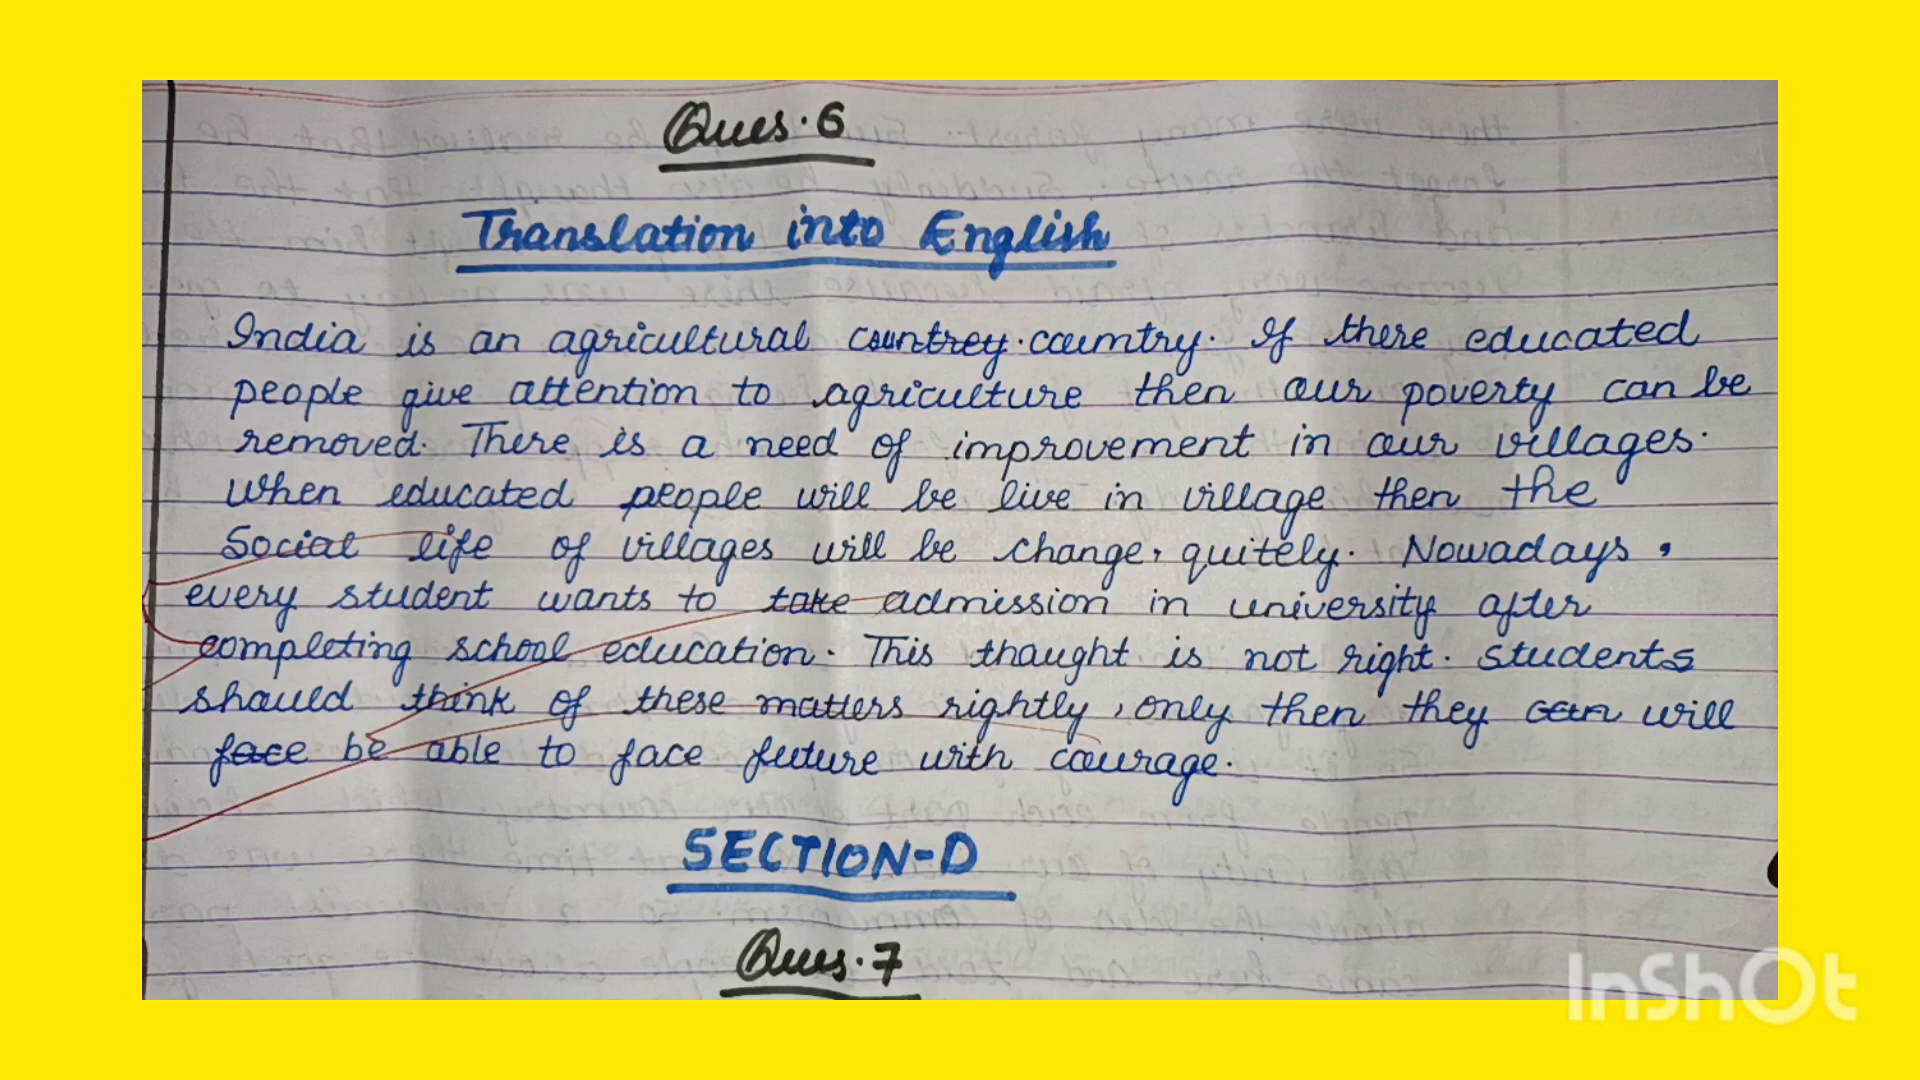 Ques. 6
Translation into English
India is an agricultural countrey. country. If there educated
people give attention to agriculture then our poverty can be
removed. There is a need of improvement in our villages.
When educated people will be live in village then the
Social life of villages will be change, quitely. Nowadays,
every student wants to take admission in university after
completing school education. This thought is not right. students
should think of these matters rightly, only then they can will
face be able to face future with courage.
SECTION-D
Ques. 7
InShOt